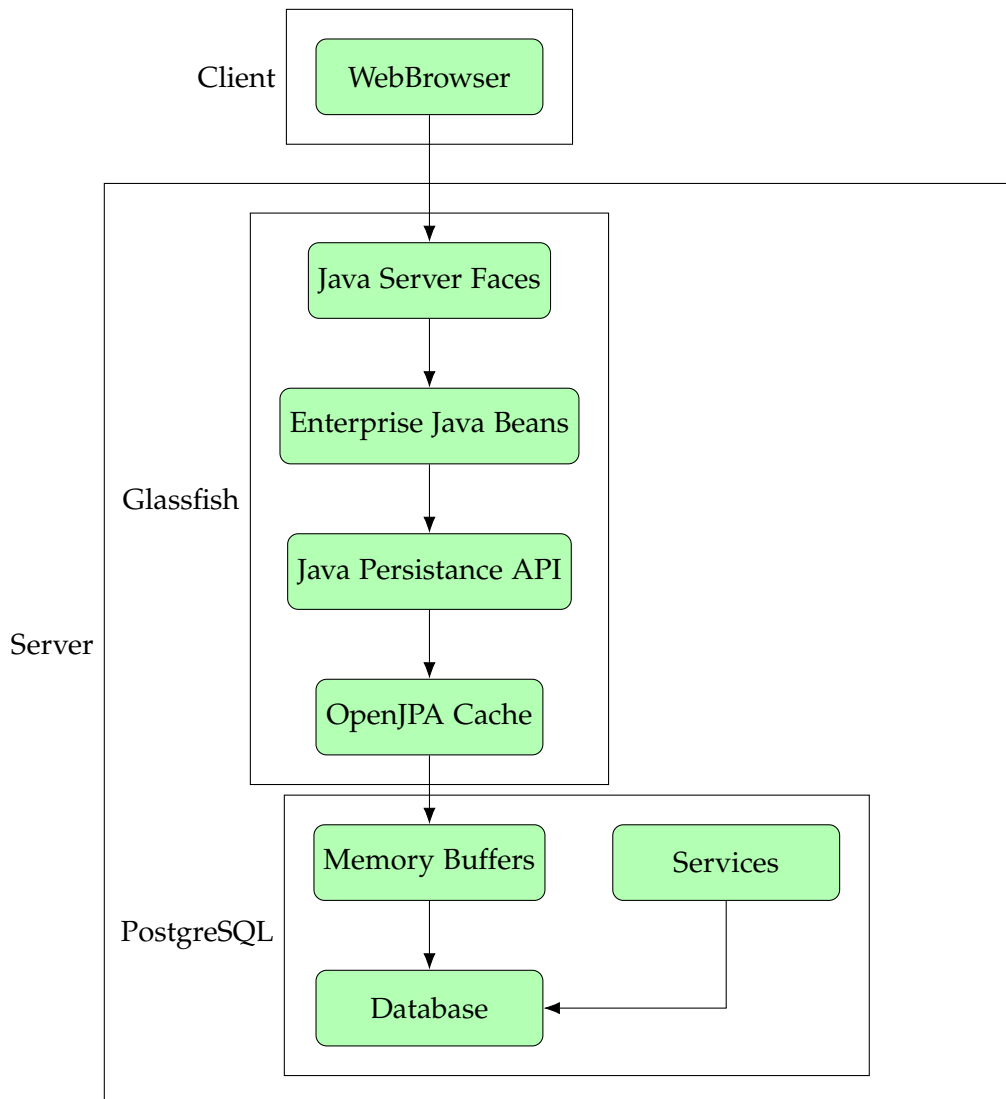 Client
WebBrowser
Java Server Faces
Enterprise Java Beans
Glassfish
Java Persistance API
Server
OpenJPA Cache
Memory Buffers
Services
PostgreSQL
Database